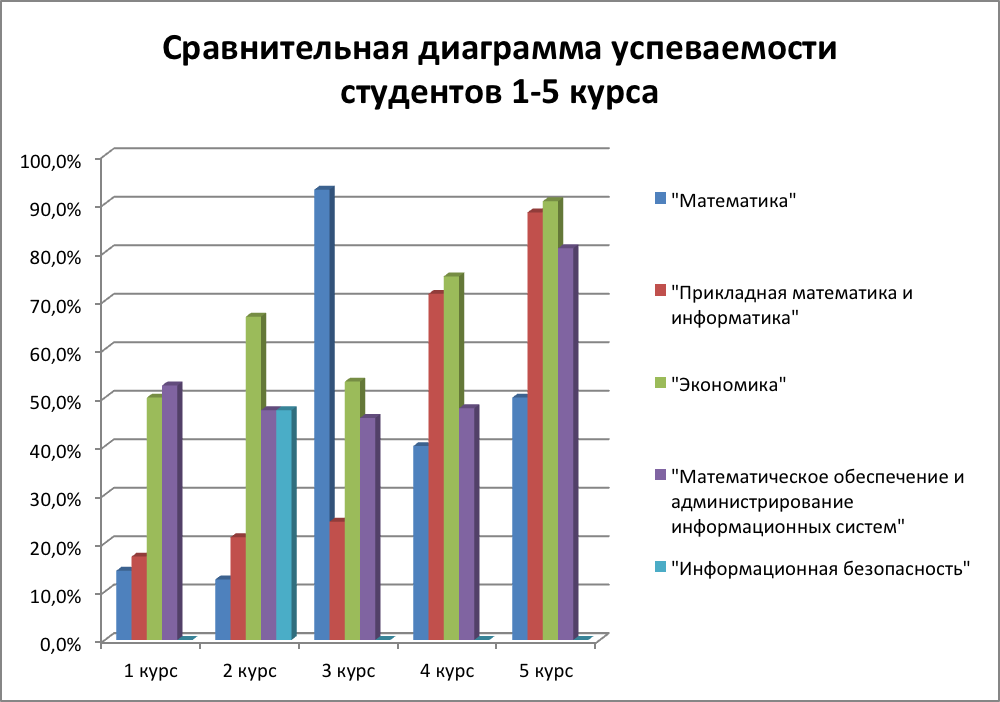 Сравнительная диаграмма успеваемости
студентов 1-5 курса
100,0%
90,0%
80,0%
70,0%
60,0%
50,0%
40,0%
30,0%
20,0%
10,0%
0,0%
1 курс
2 курс
3 курс
4 курс
5 курс
"Математика"
"Прикладная математика и
информатика"
"Экономика"
"Математическое обеспечение и
администрирование
информационных систем"
"Информационная безопасность"